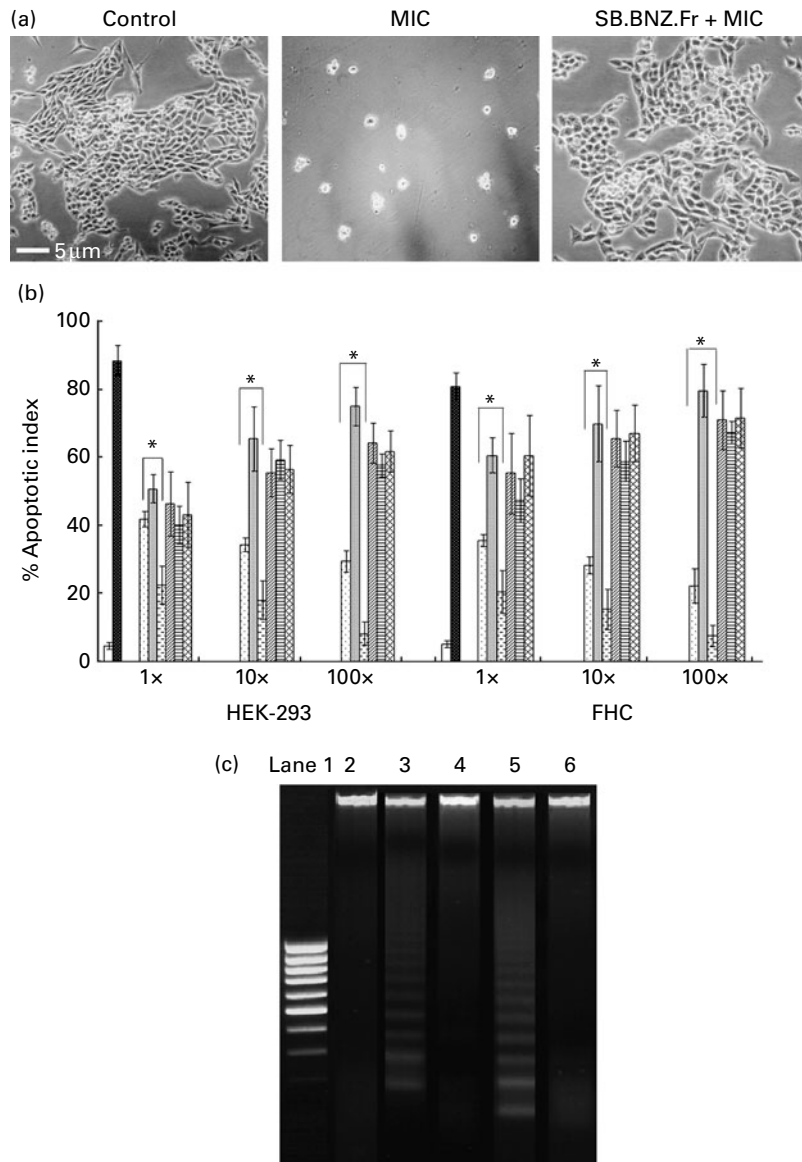 (a)
Control MIC SB.BNZ.Fr + MIC
5 µm
(b)
% Apoptotic index
100
80
60
40
20
0
* * * * * *
1× 10× 100× 1× 10× 100×
HEK-293 FHC
(c) Lane 1 2 3 4 5 6